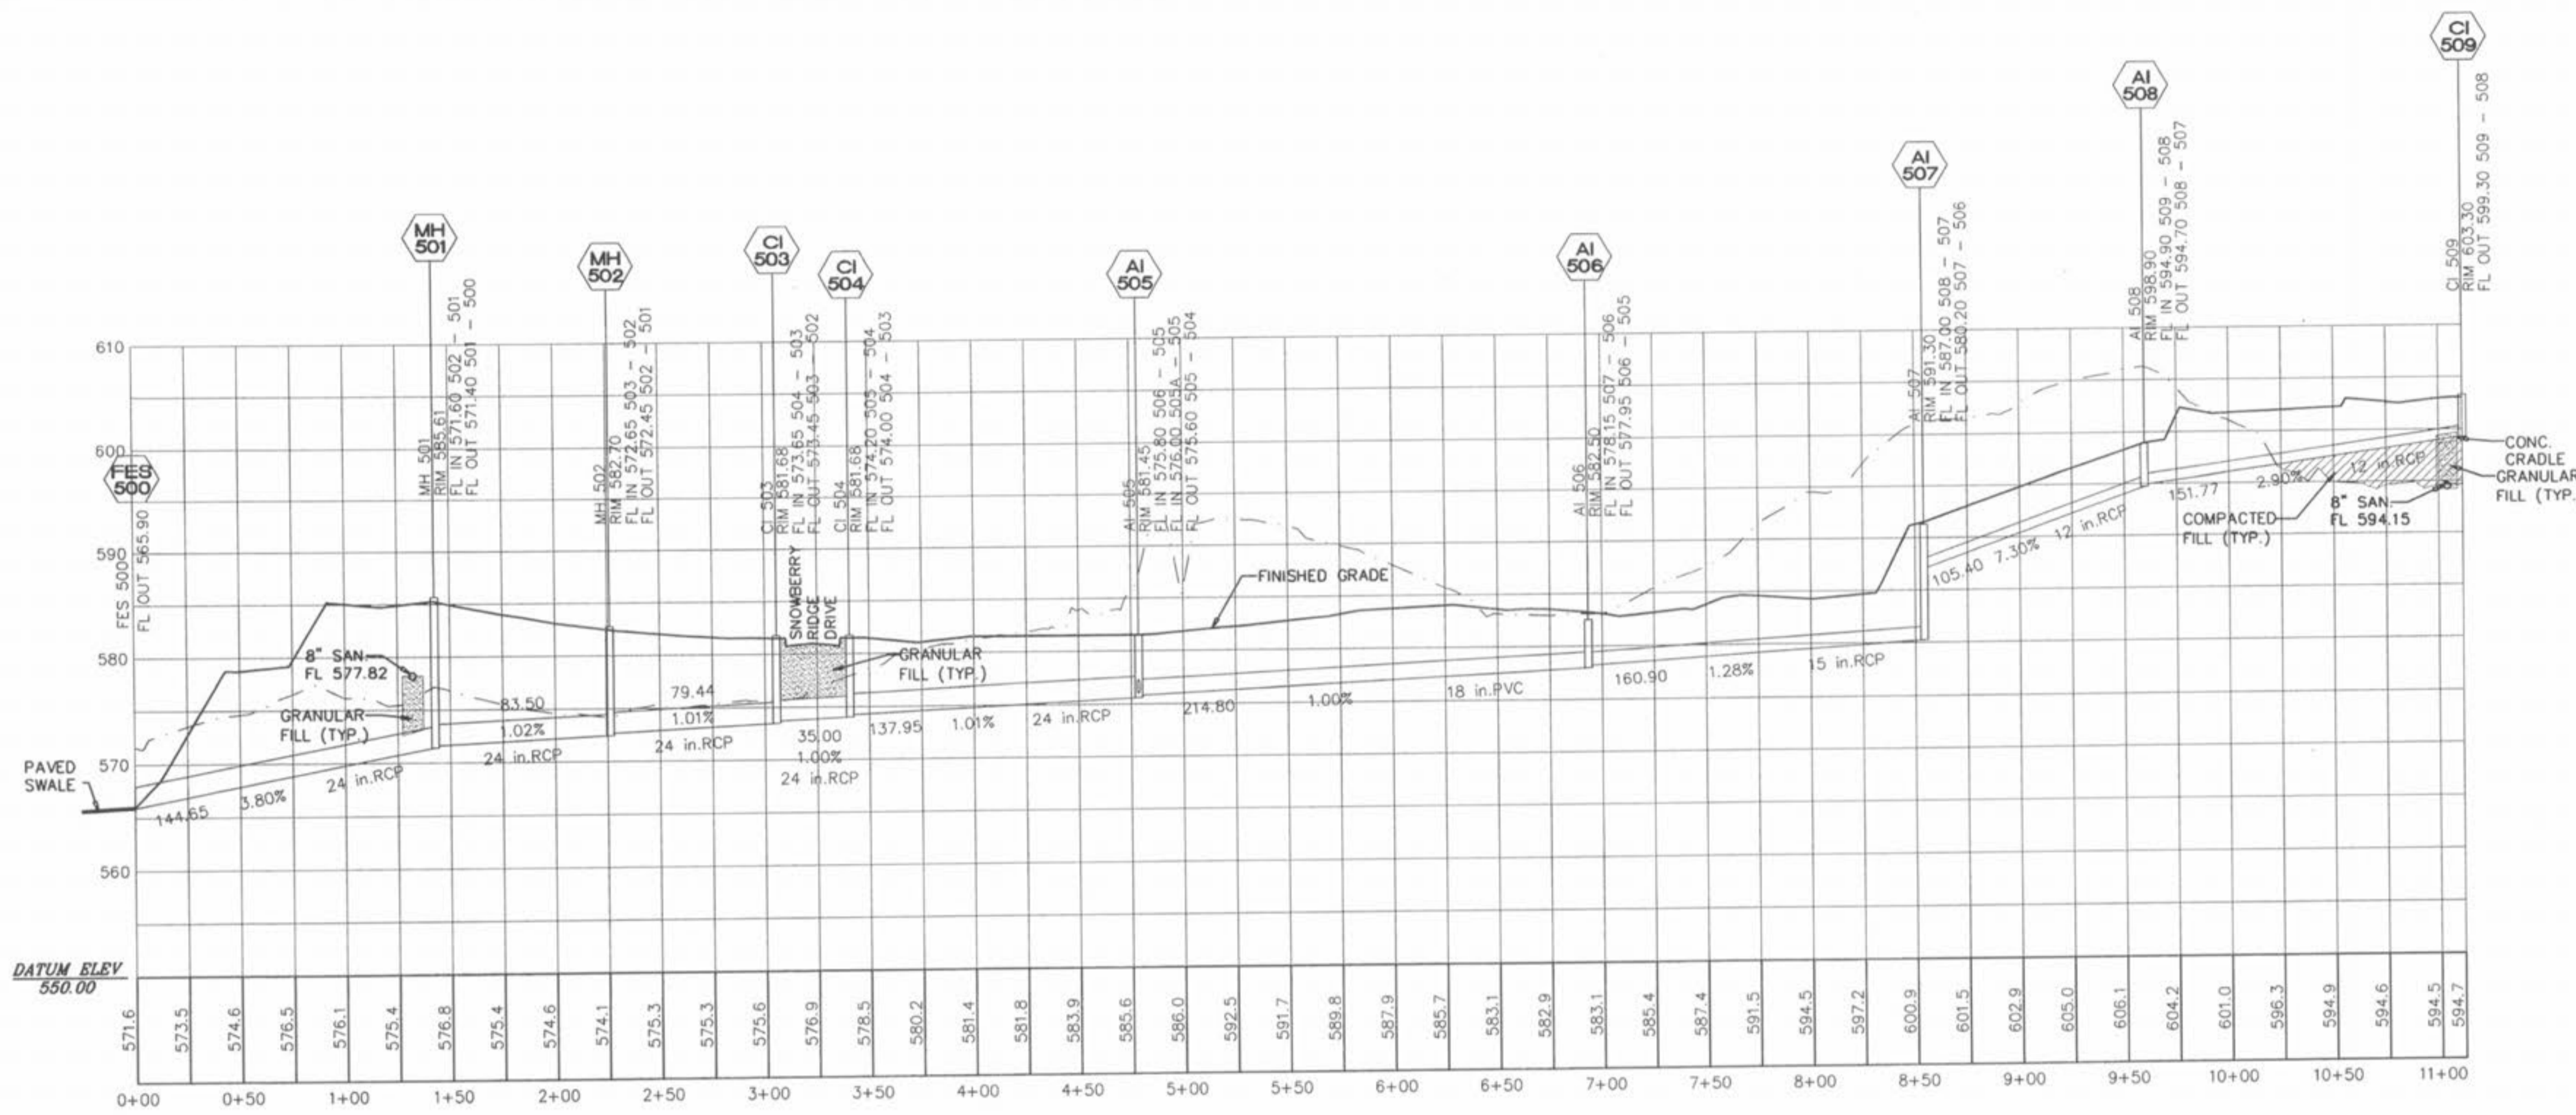 CI
509
AI
508
AI
507
MH
501
MH
502
CI
503
CI
504
AI
505
AI
506
FES
500
FES 500
FL OUT 565.90
MH 501
RIM 585.61
FL IN 571.60 502 - 501
FL OUT 571.40 501 - 500
MH 502
RIM 582.70
FL IN 572.65 503 - 502
FL OUT 572.45 502 - 501
CI 503
RIM 581.68
FL IN 573.65 504 - 503
FL OUT 573.45 503 - 502
CI 504
RIM 581.68
FL IN 574.20 505 - 504
FL OUT 574.00 504 - 503
AI 505
RIM 581.45
FL IN 575.80 506 - 505
FL IN 576.00 505A - 505
FL OUT 575.60 505 - 504
AI 506
RIM 582.50
FL IN 578.15 507 - 506
FL OUT 577.95 506 - 505
AI 507
RIM 591.30
FL IN 587.00 508 - 507
FL OUT 580.20 507 - 506
AI 508
RIM 598.90
FL IN 594.90 509 - 508
FL OUT 594.70 508 - 507
CI 509
RIM 603.30
FL OUT 599.30 509 - 508
610
600
590
580
570
560
DATUM ELEV
550.00
PAVED
SWALE
8" SAN.
FL 577.82
GRANULAR
FILL (TYP.)
SNOWBERRY
RIDGE
DRIVE
GRANULAR
FILL (TYP.)
FINISHED GRADE
COMPACTED
FILL (TYP.)
8" SAN.
FL 594.15
CONC.
CRADLE
GRANULAR
FILL (TYP.
144.65 3.80% 24 in.RCP
83.50
1.02%
24 in.RCP
79.44
1.01%
24 in.RCP
35.00
1.00%
24 in.RCP
137.95 1.01% 24 in.RCP
214.80 1.00% 18 in.PVC
160.90 1.28% 15 in.RCP
105.40 7.30% 12 in.RCP
151.77 2.90% 12 in.RCP
571.6 573.5 574.6 576.5 576.1 575.4 576.8 575.4 574.6 574.1 575.3 575.3 575.6 576.9 578.5 580.2 581.4 581.8 583.9 585.6 586.0 592.5 591.7 589.8 587.9 585.7 583.1 582.9 583.1 585.4 587.4 591.5 594.5 597.2 600.9 601.5 602.9 605.0 606.1 604.2 601.0 596.3 594.9 594.6 594.5 594.7
0+00 0+50 1+00 1+50 2+00 2+50 3+00 3+50 4+00 4+50 5+00 5+50 6+00 6+50 7+00 7+50 8+00 8+50 9+00 9+50 10+00 10+50 11+00